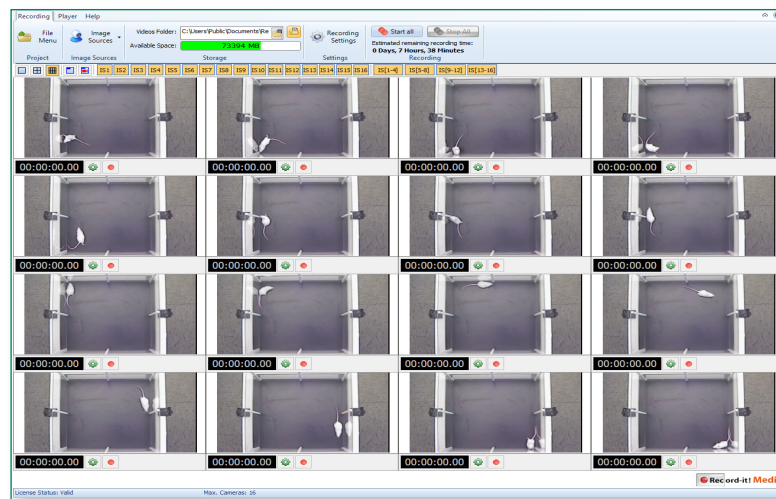 Recording Player Help
File Menu
Image Sources
Videos Folder: C:\Users\Public\Documents\Re
Available Space: 73394 MB
Recording Settings
Start all Stop All
Estimated remaining recording time:
0 Days, 7 Hours, 38 Minutes
Project Image Sources Storage Settings Recording
IS1 IS2 IS3 IS4 IS5 IS6 IS7 IS8 IS9 IS10 IS11 IS12 IS13 IS14 IS15 IS16 IS[1-4] IS[5-8] IS[9-12] IS[13-16]
00:00:00.00 00:00:00.00 00:00:00.00 00:00:00.00
00:00:00.00 00:00:00.00 00:00:00.00 00:00:00.00
00:00:00.00 00:00:00.00 00:00:00.00 00:00:00.00
00:00:00.00 00:00:00.00 00:00:00.00 00:00:00.00
Record-it! Medi
License Status: Valid Max. Cameras: 16